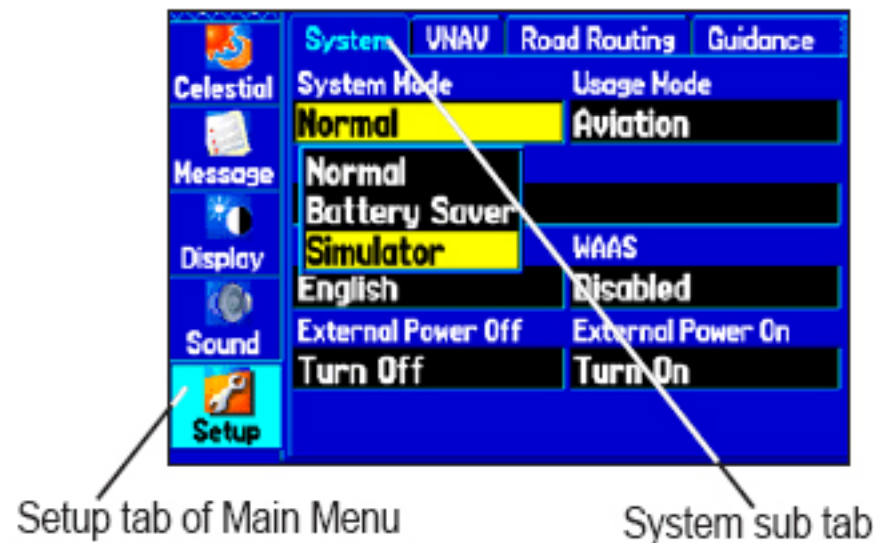 System VNAV Road Routing Guidance
Celestial
System Mode Usage Mode
Normal Aviation
Message
Normal
Battery Saver
Display
Simulator WAAS
English Disabled
Sound
External Power Off External Power On
Turn Off Turn On
Setup
Setup tab of Main Menu
System sub tab